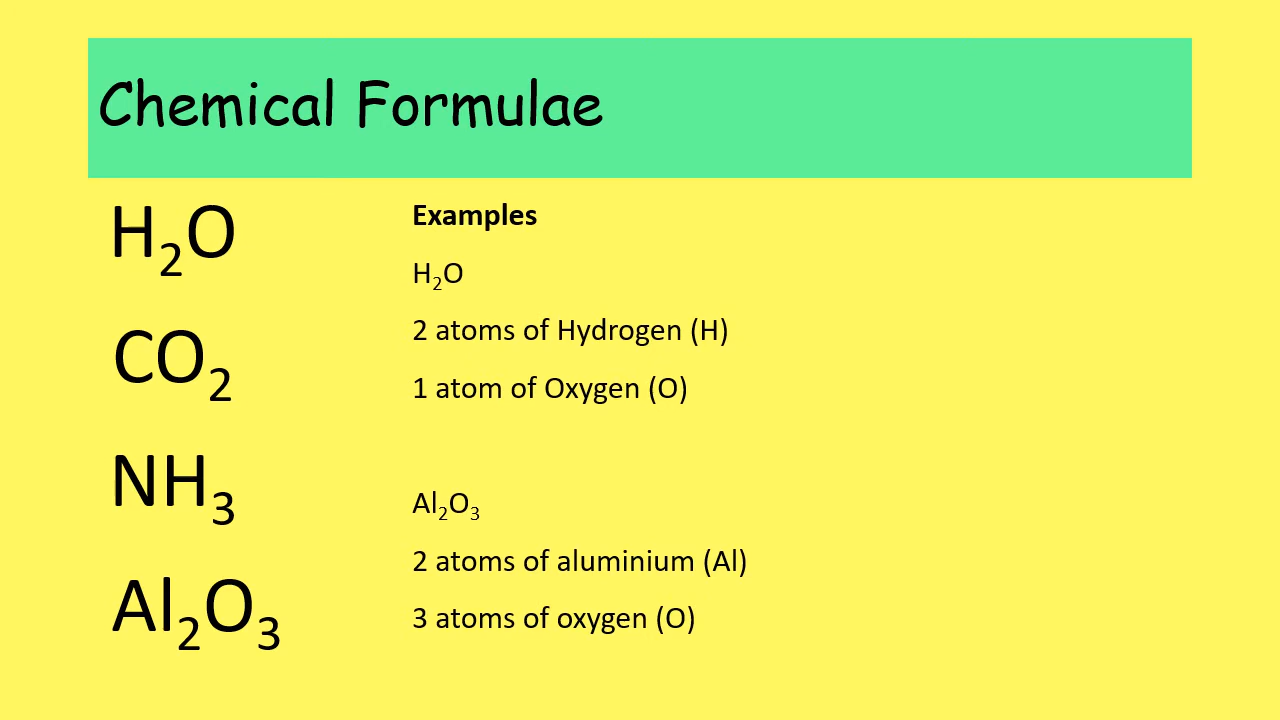 Chemical Formulae
H₂O
CO₂
NH₃
Al₂O₃
Examples
H₂O
2 atoms of Hydrogen (H)
1 atom of Oxygen (O)
Al₂O₃
2 atoms of aluminium (Al)
3 atoms of oxygen (O)